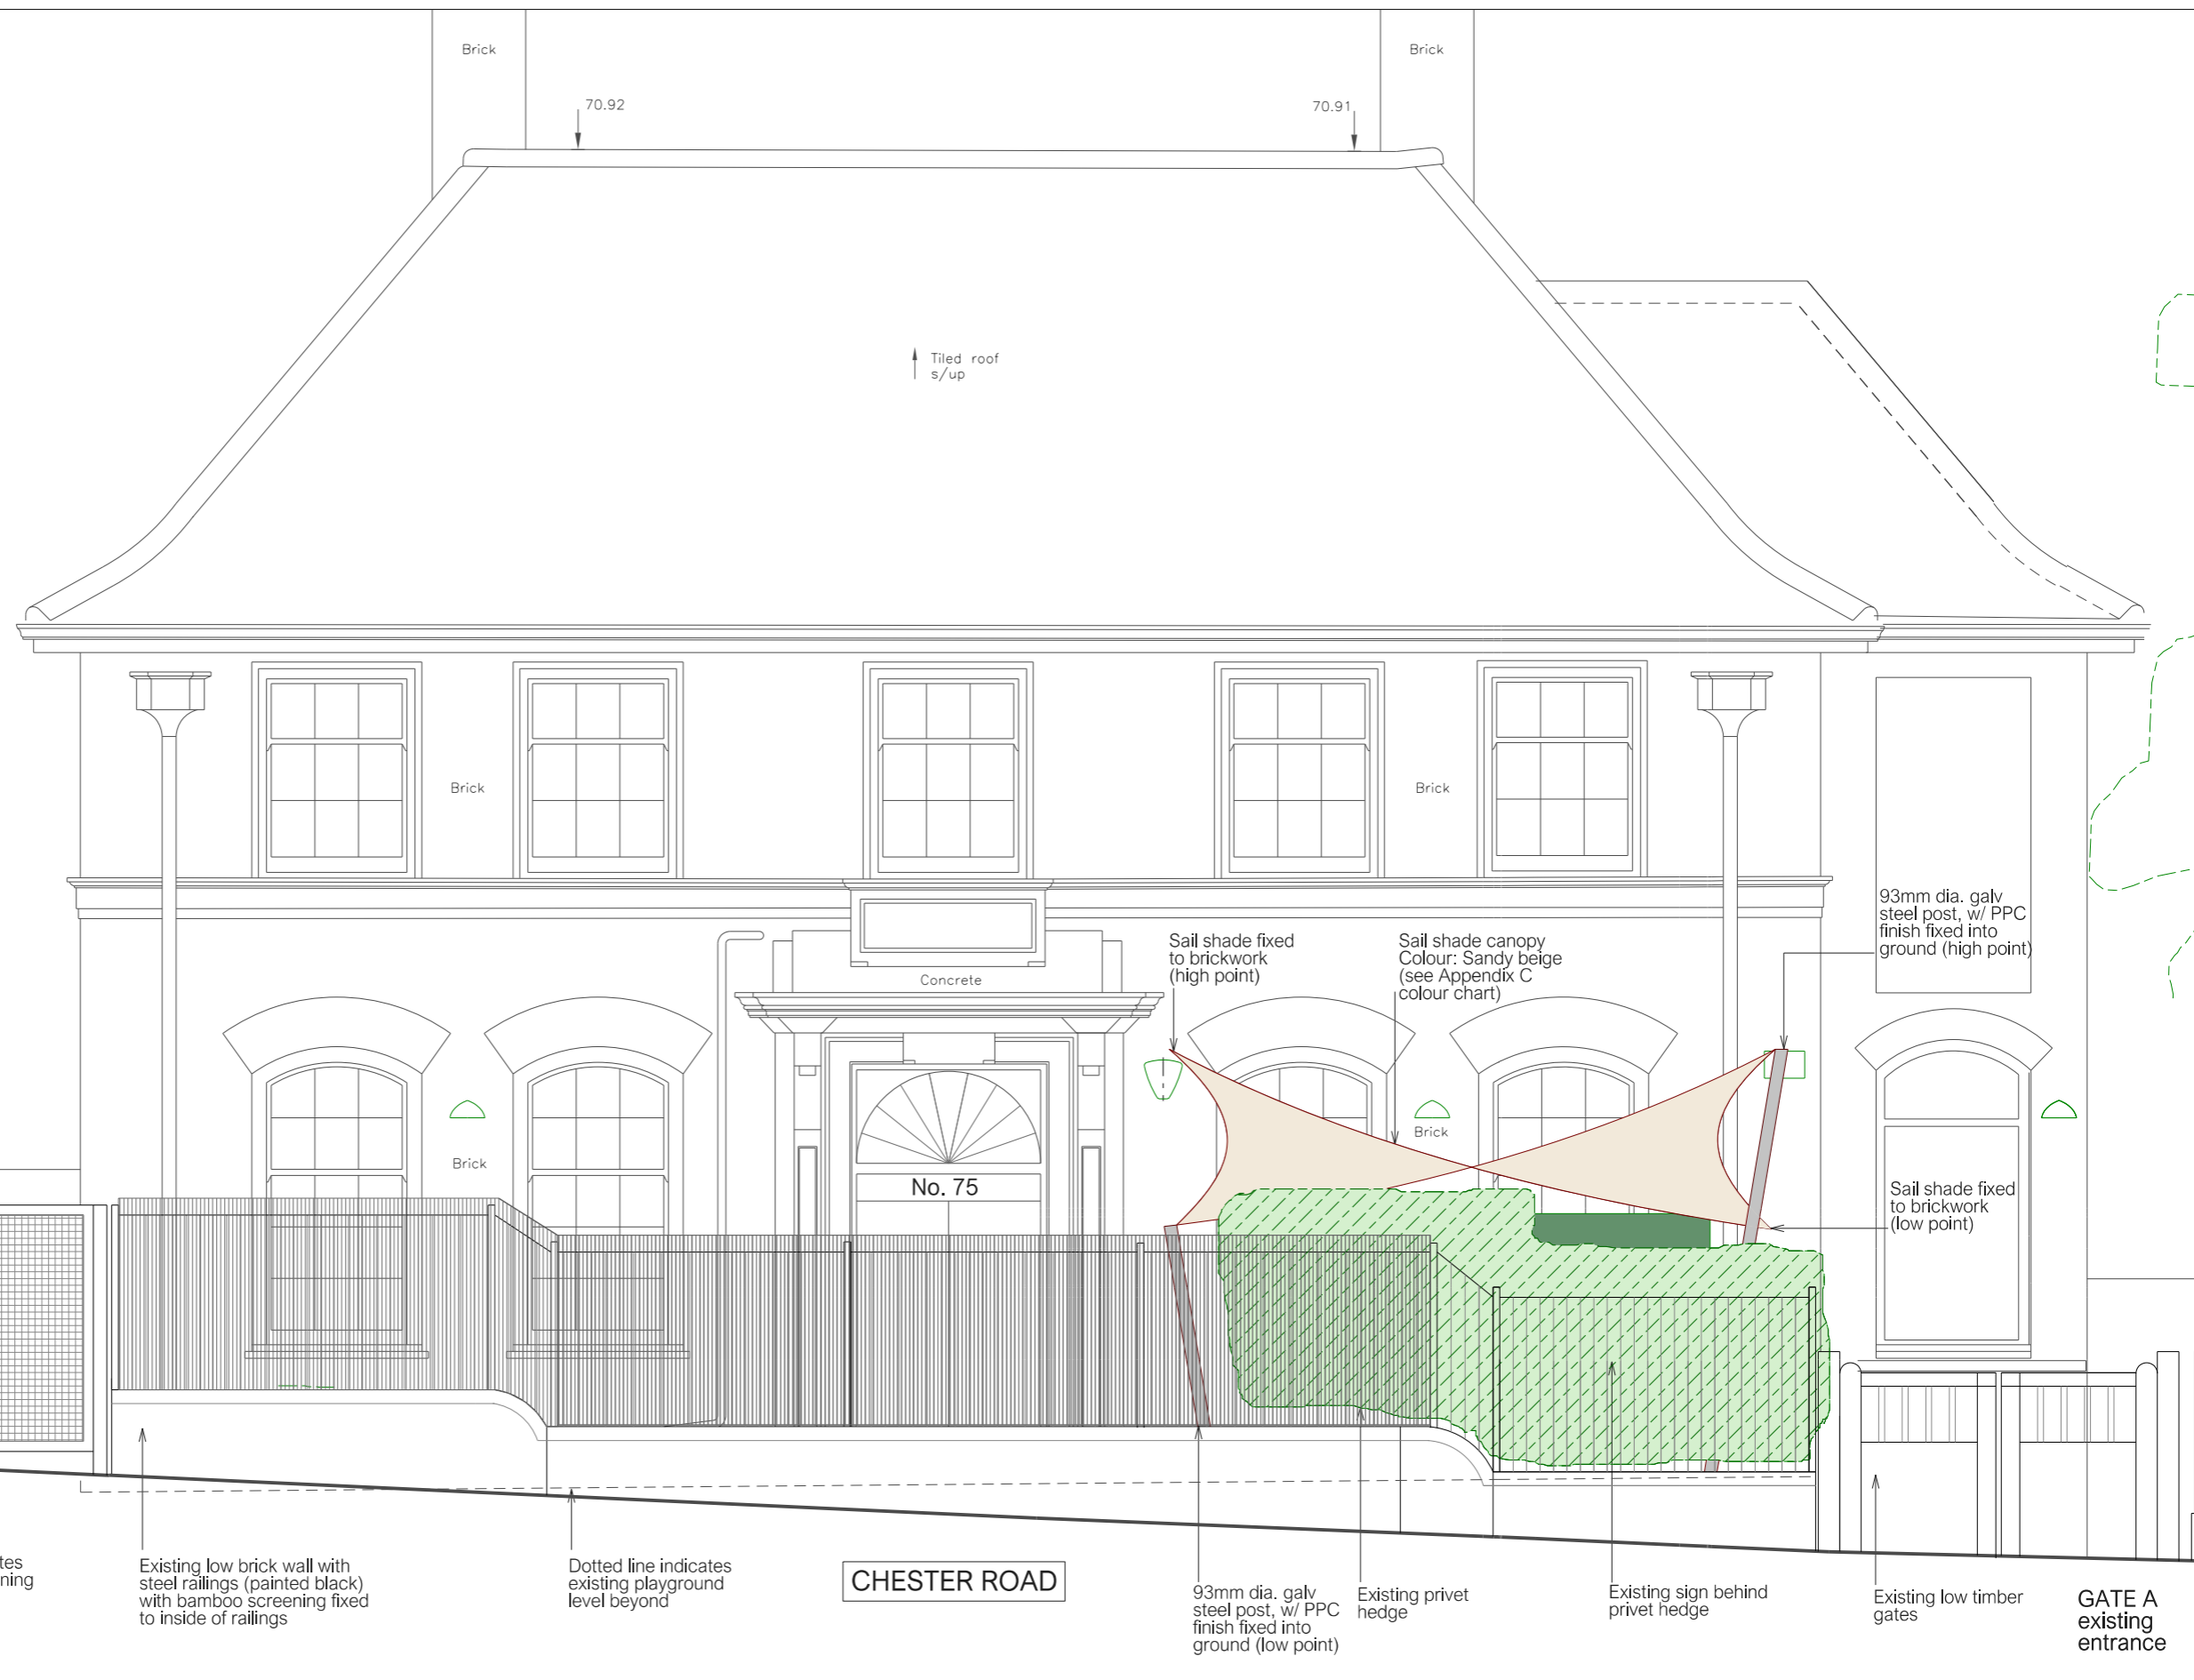 Brick
Brick
70.92
70.91
Tiled roof
s/up
Brick
Brick
93mm dia. galv
steel post, w/ PPC
finish fixed into
ground (high point)
Sail shade fixed
to brickwork
(high point)
Sail shade canopy
Colour: Sandy beige
(see Appendix C
colour chart)
Concrete
Brick
Brick
No. 75
Sail shade fixed
to brickwork
(low point)
Existing low brick wall with
steel railings (painted black)
with bamboo screening fixed
to inside of railings
Dotted line indicates
existing playground
level beyond
CHESTER ROAD
93mm dia. galv
steel post, w/ PPC
finish fixed into
ground (low point)
Existing privet
hedge
Existing sign behind
privet hedge
Existing low timber
gates
GATE A
existing
entrance